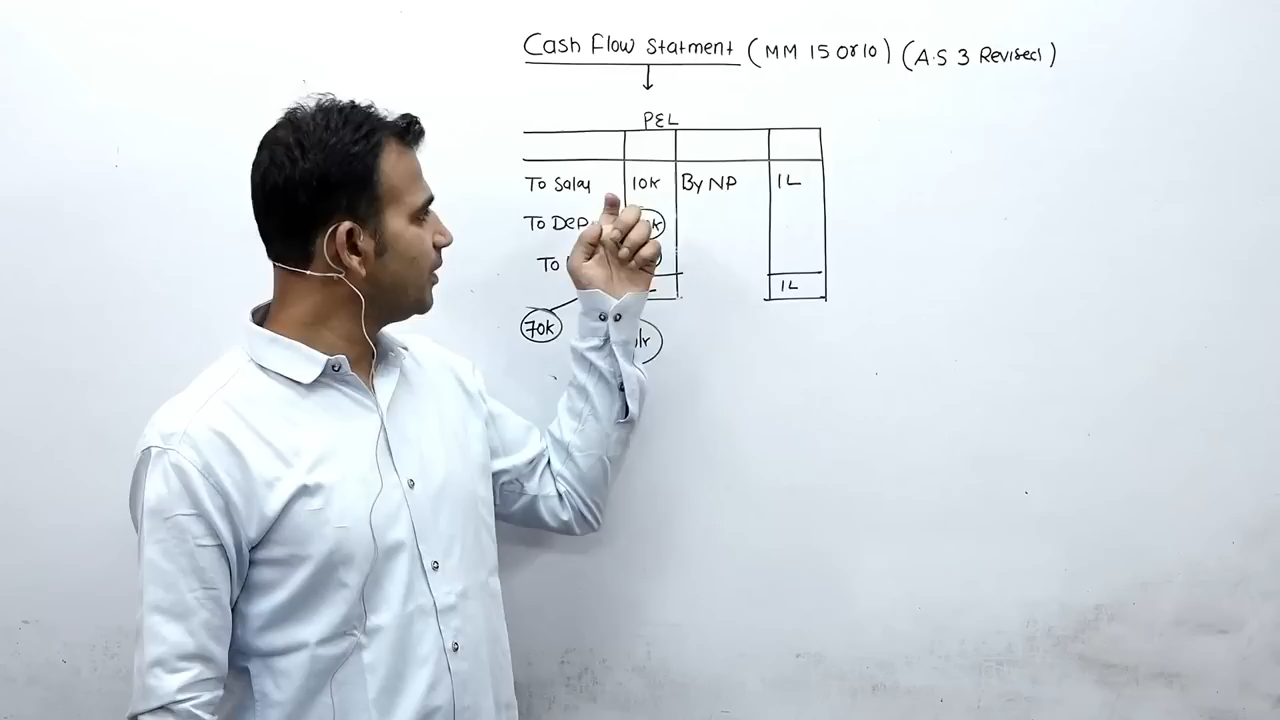 Cash Flow Statment (MM 15 Or 10) (A.S 3 Revised)
P&L
To Salay 10K By NP 1L
To Dep
To
1L
70K